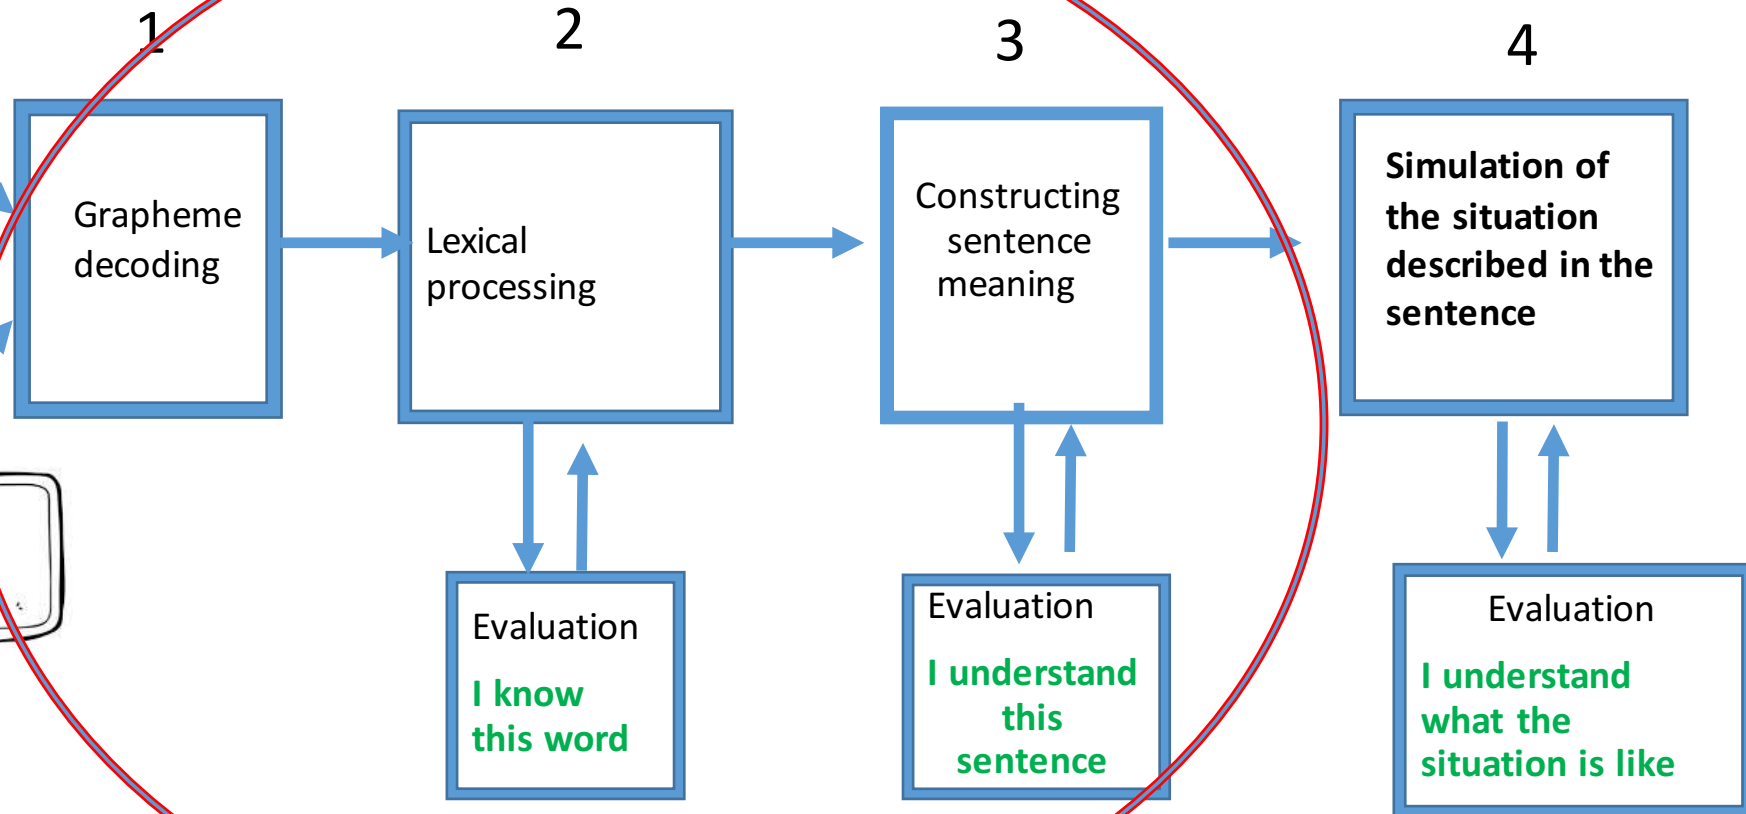 1
2
3
4
Grapheme
decoding
Lexical
processing
Constructing
sentence
meaning
Simulation of
the situation
described in the
sentence
Evaluation
I know
this word
Evaluation
I understand
this
sentence
Evaluation
I understand
what the
situation is like